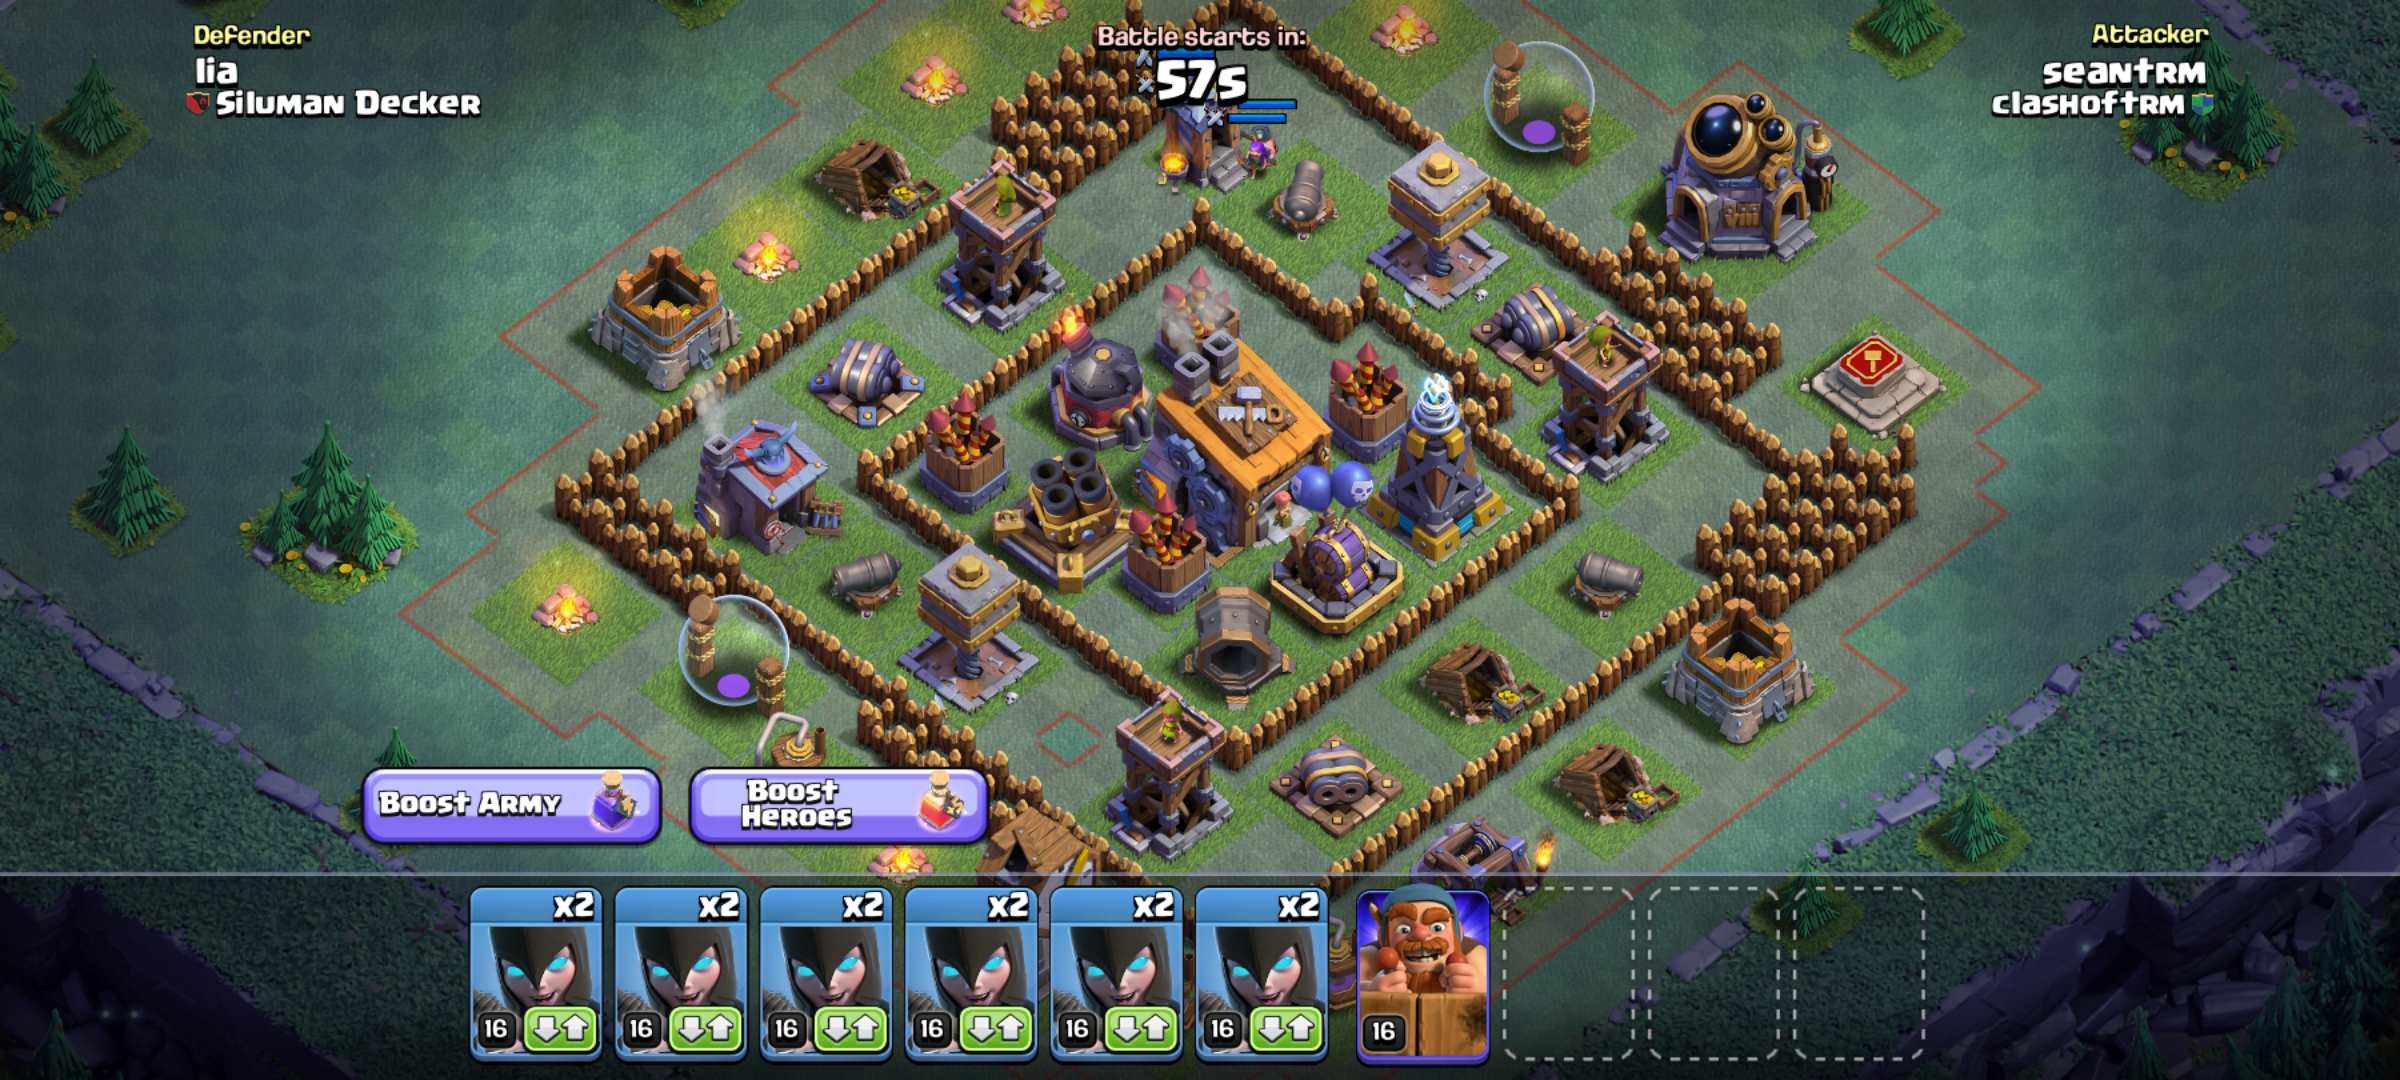 Defender
lia
Siluman Decker
Battle starts in:
57s
Attacker
seantRM
clashoftRM
VIII
Boost Army
Boost
Heroes
x2
x2
x2
x2
x2
x2
16
16
16
16
16
16
16